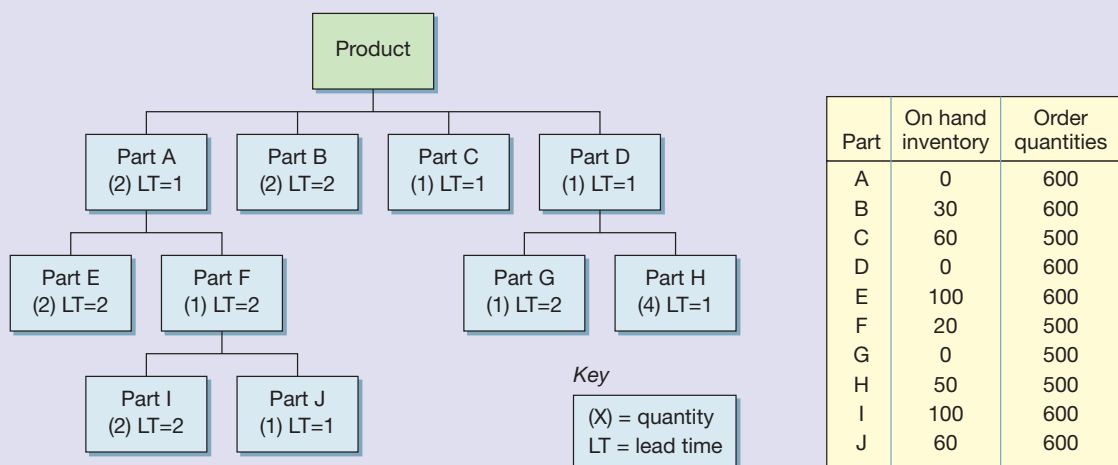 Product
Part A
(2) LT=1
Part B
(2) LT=2
Part C
(1) LT=1
Part D
(1) LT=1
Part E
(2) LT=2
Part F
(1) LT=2
Part G
(1) LT=2
Part H
(4) LT=1
Part I
(2) LT=2
Part J
(1) LT=1
Key
(X) = quantity
LT = lead time
Part On hand inventory Order quantities
A 0 600
B 30 600
C 60 500
D 0 600
E 100 600
F 20 500
G 0 500
H 50 500
I 100 600
J 60 600